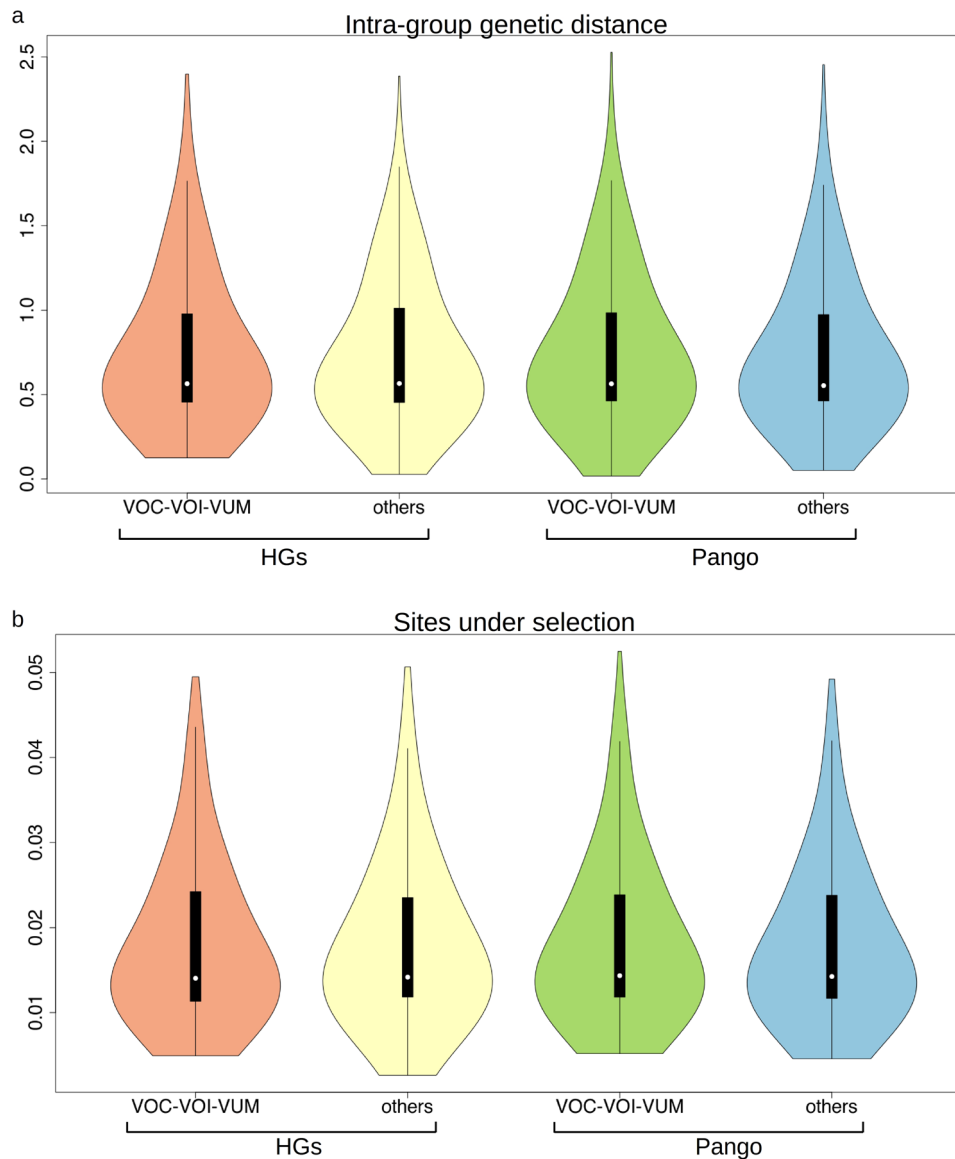 a
Intra-group genetic distance
2.5
2.0
1.5
1.0
0.5
0.0
VOC-VOI-VUM others VOC-VOI-VUM others
HGs Pango
b
Sites under selection
0.05
0.04
0.03
0.02
0.01
VOC-VOI-VUM others VOC-VOI-VUM others
HGs Pango